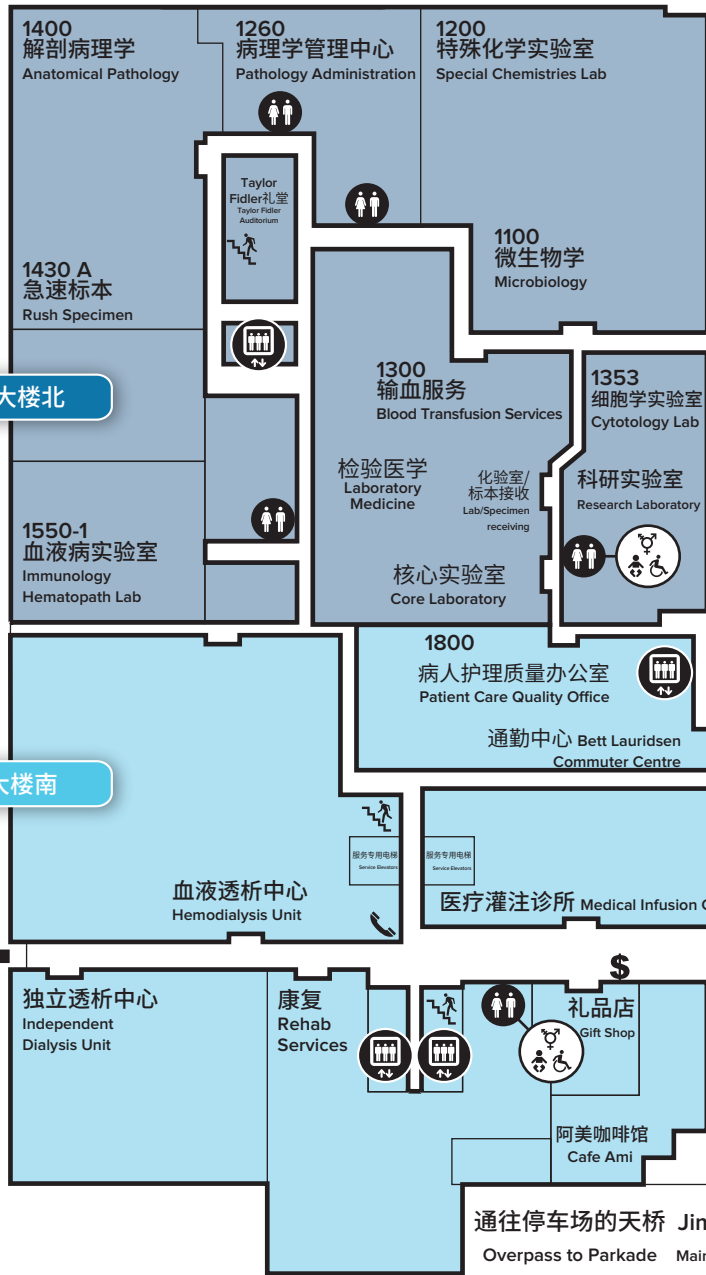 1400
解剖病理学
Anatomical Pathology
1260
病理学管理中心
Pathology Administration
1200
特殊化学实验室
Special Chemistries Lab
Taylor
Fidler礼堂
Taylor Fidler
Auditorium
1100
微生物学
Microbiology
1430 A
急速标本
Rush Specimen
大楼北
1300
输血服务
Blood Transfusion Services
1353
细胞学实验室
Cytotology Lab
检验医学
Laboratory
Medicine
化验室/
标本接收
Lab/Specimen
receiving
科研实验室
Research Laboratory
1550-1
血液病实验室
Immunology
Hematopath Lab
核心实验室
Core Laboratory
1800
病人护理质量办公室
Patient Care Quality Office
通勤中心 Bett Lauridsen
Commuter Centre
大楼南
服务专用电梯
Service Elevators
服务专用电梯
Service Elevators
血液透析中心
Hemodialysis Unit
医疗灌注诊所 Medical Infusion
$
独立透析中心
Independent
Dialysis Unit
康复
Rehab
Services
礼品店
Gift Shop
阿美咖啡馆
Cafe Ami
通往停车场的天桥 Jin
Overpass to Parkade Main